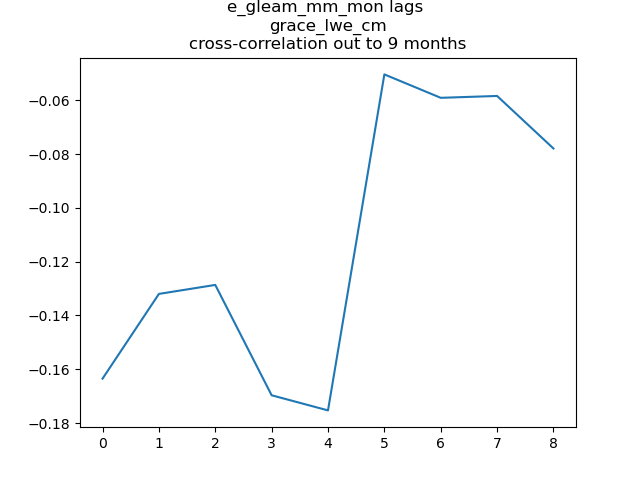 e_gleam_mm_mon lags
grace_lwe_cm
cross-correlation out to 9 months
−0.06
−0.08
−0.10
−0.12
−0.14
−0.16
−0.18
0 1 2 3 4 5 6 7 8